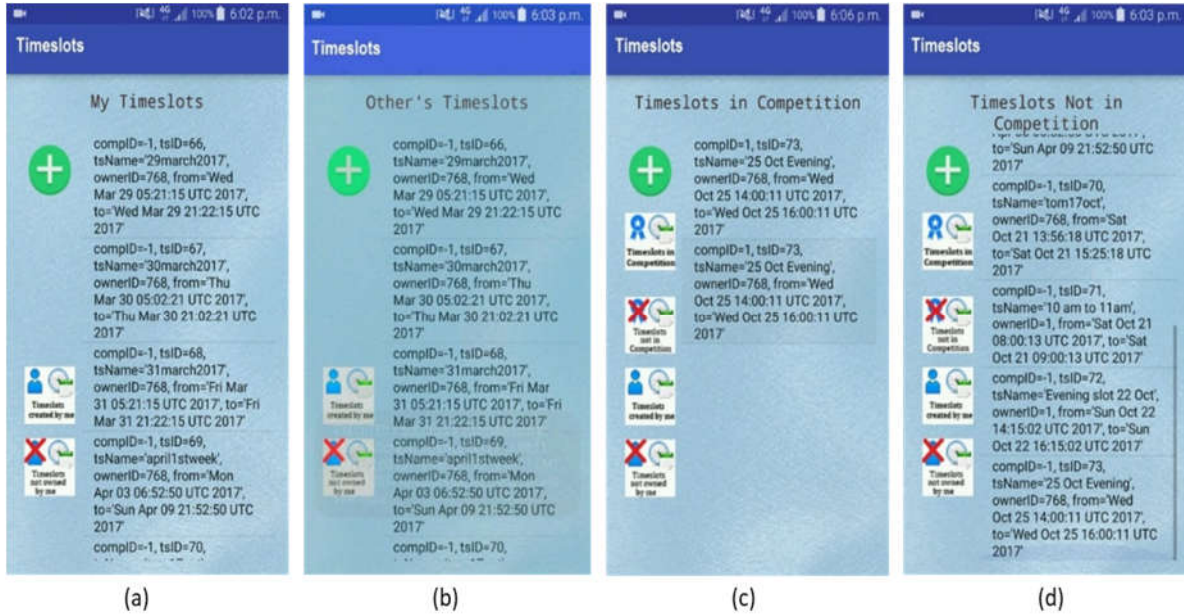 4G 100% 6:02 p.m.
Timeslots
My Timeslots
compID=-1, tsID=66,
tsName='29march2017',
ownerID=768, from='Wed
Mar 29 05:21:15 UTC 2017',
to='Wed Mar 29 21:22:15 UTC
2017'
compID=-1, tsID=67,
tsName='30march2017',
ownerID=768, from='Thu
Mar 30 05:02:21 UTC 2017',
to='Thu Mar 30 21:02:21 UTC
2017'
compID=-1, tsID=68,
tsName='31march2017',
ownerID=768, from='Fri Mar
31 05:21:15 UTC 2017', to='Fri
Mar 31 21:22:15 UTC 2017'
compID=-1, tsID=69,
tsName='april1stweek',
ownerID=768, from='Mon
Apr 03 06:52:50 UTC 2017',
to='Sun Apr 09 21:52:50 UTC
2017'
compID=-1, tsID=70,
Timeslots
created by me
Timeslots
not owned
by me
(a)
4G 100% 6:03 p.m.
Timeslots
Other's Timeslots
compID=-1, tsID=66,
tsName='29march2017',
ownerID=768, from='Wed
Mar 29 05:21:15 UTC 2017',
to='Wed Mar 29 21:22:15 UTC
2017'
compID=-1, tsID=67,
tsName='30march2017',
ownerID=768, from='Thu
Mar 30 05:02:21 UTC 2017',
to='Thu Mar 30 21:02:21 UTC
2017'
compID=-1, tsID=68,
tsName='31march2017',
ownerID=768, from='Fri Mar
31 05:21:15 UTC 2017', to='Fri
Mar 31 21:22:15 UTC 2017'
compID=-1, tsID=69,
tsName='april1stweek',
ownerID=768, from='Mon
Apr 03 06:52:50 UTC 2017',
to='Sun Apr 09 21:52:50 UTC
2017'
compID=-1, tsID=70,
Timeslots
created by me
Timeslots
not owned
by me
(b)
4G 100% 6:06 p.m.
Timeslots
Timeslots in Competition
compID=1, tsID=73,
tsName='25 Oct Evening',
ownerID=768, from='Wed
Oct 25 14:00:11 UTC 2017',
to='Wed Oct 25 16:00:11 UTC
2017'
compID=1, tsID=73,
tsName='25 Oct Evening',
ownerID=768, from='Wed
Oct 25 14:00:11 UTC 2017',
to='Wed Oct 25 16:00:11 UTC
2017'
Timeslots in
Competition
Timeslots
not in
Competition
Timeslots
created by me
Timeslots
not owned
by me
(c)
4G 100% 6:03 p.m.
Timeslots
Timeslots Not in
Competition
to='Sun Apr 09 21:52:50 UTC
2017'
compID=-1, tsID=70,
tsName='tom17oct',
ownerID=768, from='Sat
Oct 21 13:56:18 UTC 2017',
to='Sat Oct 21 15:25:18 UTC
2017'
compID=-1, tsID=71,
tsName='10 am to 11am',
ownerID=1, from='Sat Oct 21
08:00:13 UTC 2017', to='Sat
Oct 21 09:00:13 UTC 2017'
compID=-1, tsID=72,
tsName='Evening slot 22 Oct',
ownerID=1, from='Sun Oct 22
14:15:02 UTC 2017', to='Sun
Oct 22 16:15:02 UTC 2017'
compID=-1, tsID=73,
tsName='25 Oct Evening',
ownerID=768, from='Wed
Oct 25 14:00:11 UTC 2017',
to='Wed Oct 25 16:00:11 UTC
2017'
Timeslots in
Competition
Timeslots
not in
Competition
Timeslots
created by me
Timeslots
not owned
by me
(d)